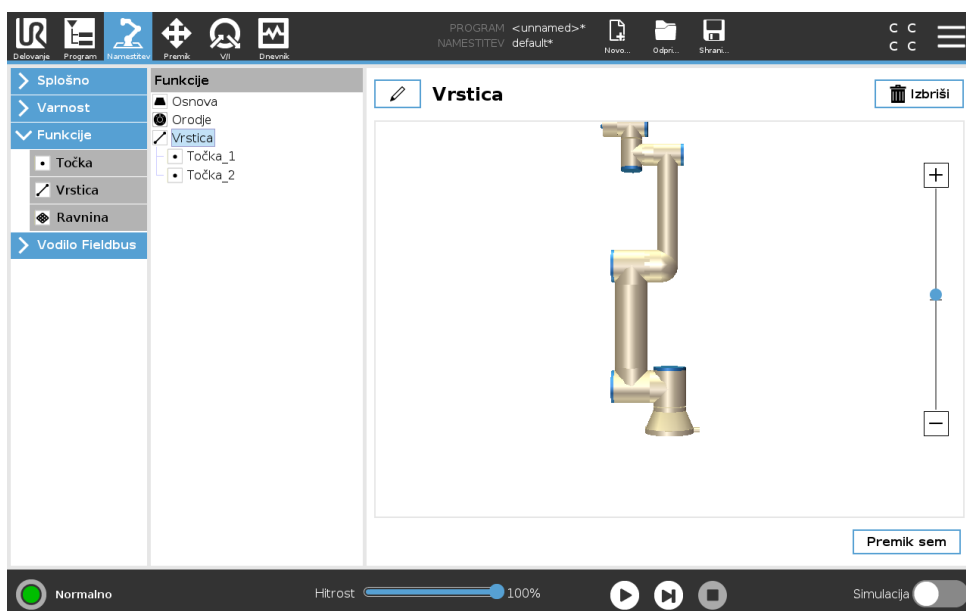 UR
PROGRAM <unnamed>*
NAMESTITEV default*
Delovanje Program Namestitev Premik V/I Dnevnik Novo... Odpri... Shrani...
C C
C C
Splošno
Varnost
Funkcije
Točka
Vrstica
Ravnina
Vodilo Fieldbus
Funkcije
Osnova
Orodje
Vrstica
Točka_1
Točka_2
Vrstica
Izbriši
Premik sem
Normalno
Hitrost 100%
Simulacija